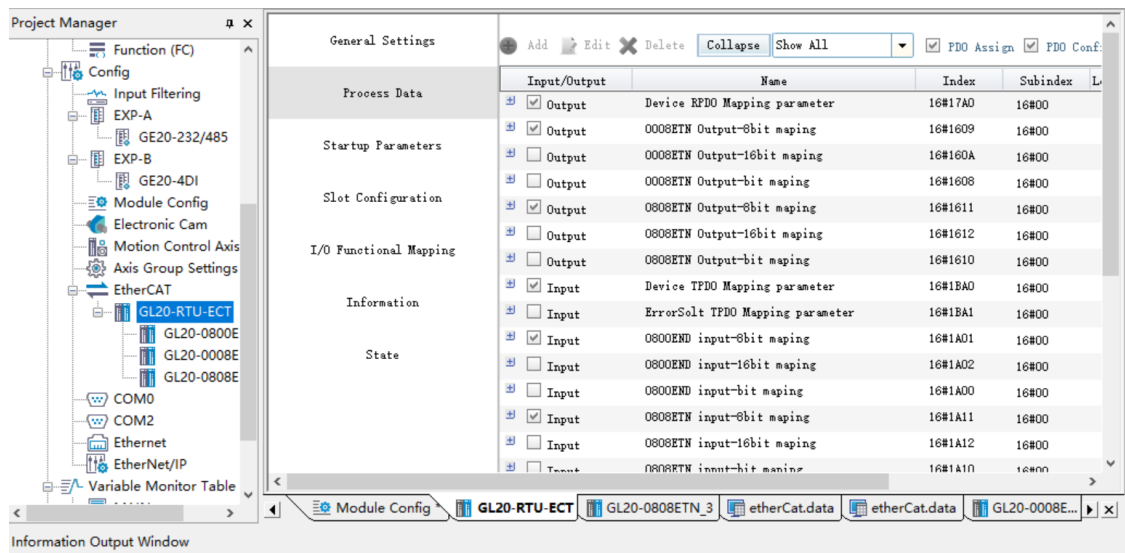 Project Manager
Function (FC)
Config
Input Filtering
EXP-A
GE20-232/485
EXP-B
GE20-4DI
Module Config
Electronic Cam
Motion Control Axis
Axis Group Settings
EtherCAT
GL20-RTU-ECT
GL20-0800E
GL20-0008E
GL20-0808E
COM0
COM2
Ethernet
EtherNet/IP
Variable Monitor Table
General Settings
Process Data
Startup Parameters
Slot Configuration
I/O Functional Mapping
Information
State
Add Edit Delete Collapse Show All PDO Assign PDO Conf:
Input/Output Name Index Subindex L
Output Device RPDO Mapping parameter 16#17A0 16#00
Output 0008ETN Output-8bit maping 16#1609 16#00
Output 0008ETN Output-16bit maping 16#160A 16#00
Output 0008ETN Output-bit maping 16#1608 16#00
Output 0808ETN Output-8bit maping 16#1611 16#00
Output 0808ETN Output-16bit maping 16#1612 16#00
Output 0808ETN Output-bit maping 16#1610 16#00
Input Device TPDO Mapping parameter 16#1BA0 16#00
Input ErrorSolt TPDO Mapping parameter 16#1BA1 16#00
Input 0800END input-8bit maping 16#1A01 16#00
Input 0800END input-16bit maping 16#1A02 16#00
Input 0800END input-bit maping 16#1A00 16#00
Input 0808ETN input-8bit maping 16#1A11 16#00
Input 0808ETN input-16bit maping 16#1A12 16#00
Input 0808ETN input-bit maping 16#1A10 16#00
Module Config * GL20-RTU-ECT GL20-0808ETN_3 etherCat.data etherCat.data GL20-0008E...
Information Output Window